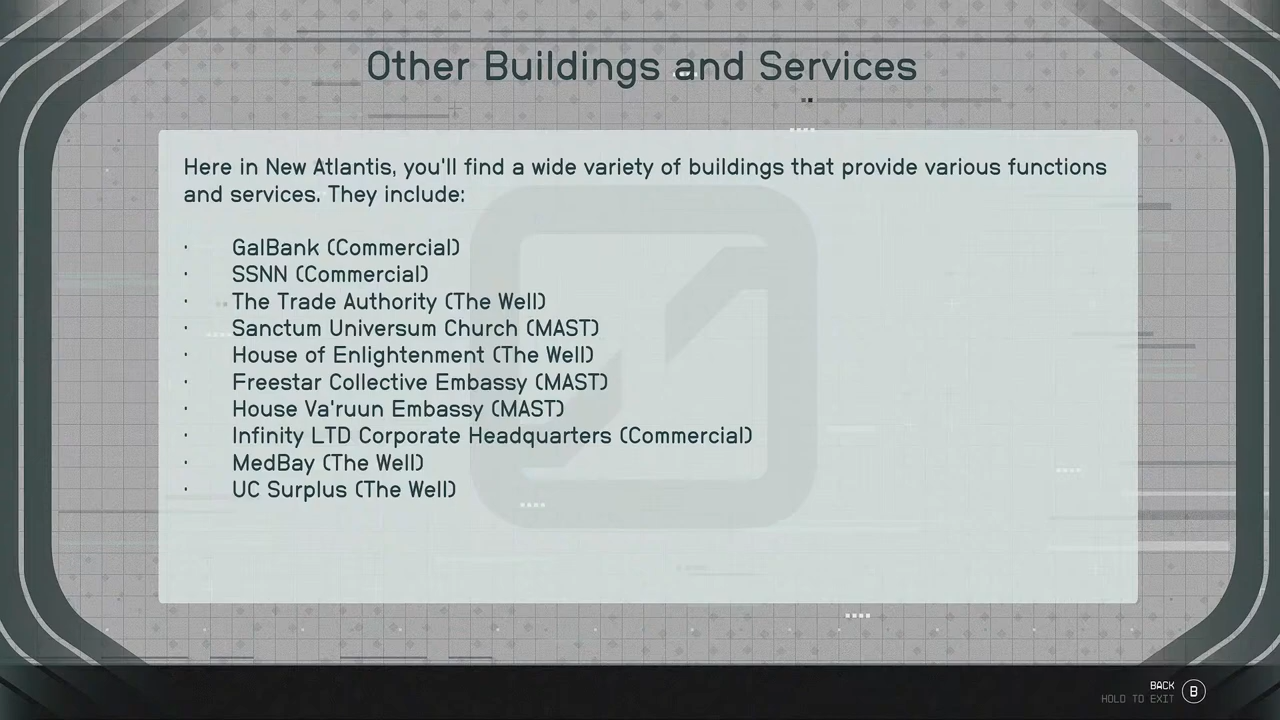 Other Buildings and Services
Here in New Atlantis, you'll find a wide variety of buildings that provide various functions
and services. They include:
· GalBank (Commercial)
· SSNN (Commercial)
· The Trade Authority (The Well)
· Sanctum Universum Church (MAST)
· House of Enlightenment (The Well)
· Freestar Collective Embassy (MAST)
· House Va'ruun Embassy (MAST)
· Infinity LTD Corporate Headquarters (Commercial)
· MedBay (The Well)
· UC Surplus (The Well)
BACK
HOLD TO EXIT
B